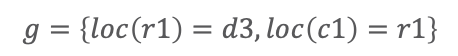 g = {loc(r1) = d3, loc(c1) = r1}